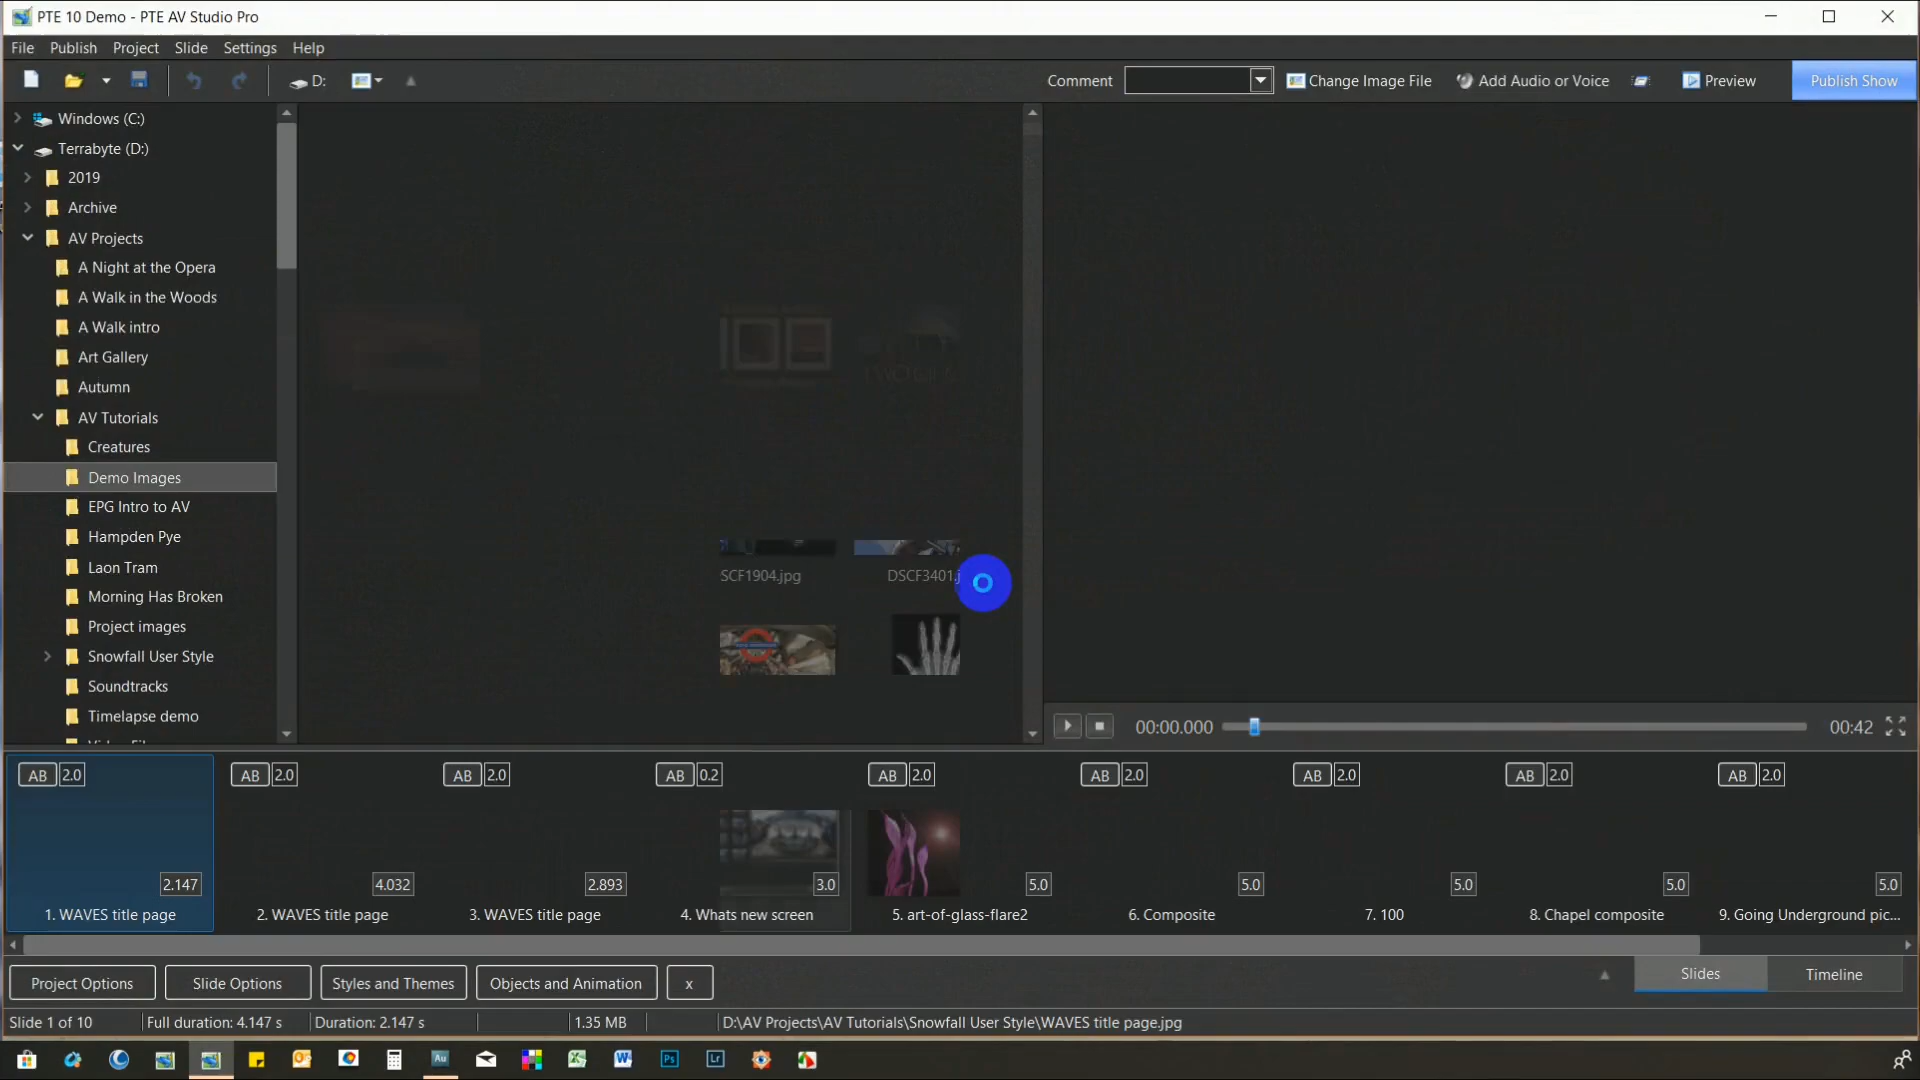 PTE 10 Demo - PTE AV Studio Pro
File Publish Project Slide Settings Help
D: Comment Change Image File Add Audio or Voice Preview Publish Show
Windows (C:)
Terrabyte (D:)
2019
Archive
AV Projects
A Night at the Opera
A Walk in the Woods
A Walk intro
Art Gallery
Autumn
AV Tutorials
Creatures
Demo Images
EPG Intro to AV
Hampden Pye
Laon Tram
Morning Has Broken
Project images
Snowfall User Style
Soundtracks
Timelapse demo
SCF1904.jpg DSCF3401.j
00:00.000 00:42
AB 2.0 AB 2.0 AB 2.0 AB 0.2 AB 2.0 AB 2.0 AB 2.0 AB 2.0 AB 2.0
2.147 4.032 2.893 3.0 5.0 5.0 5.0 5.0 5.0
1. WAVES title page 2. WAVES title page 3. WAVES title page 4. Whats new screen 5. art-of-glass-flare2 6. Composite 7. 100 8. Chapel composite 9. Going Underground pic...
Project Options Slide Options Styles and Themes Objects and Animation x Slides Timeline
Slide 1 of 10 Full duration: 4.147 s Duration: 2.147 s 1.35 MB D:\AV Projects\AV Tutorials\Snowfall User Style\WAVES title page.jpg
Au Ps Lr